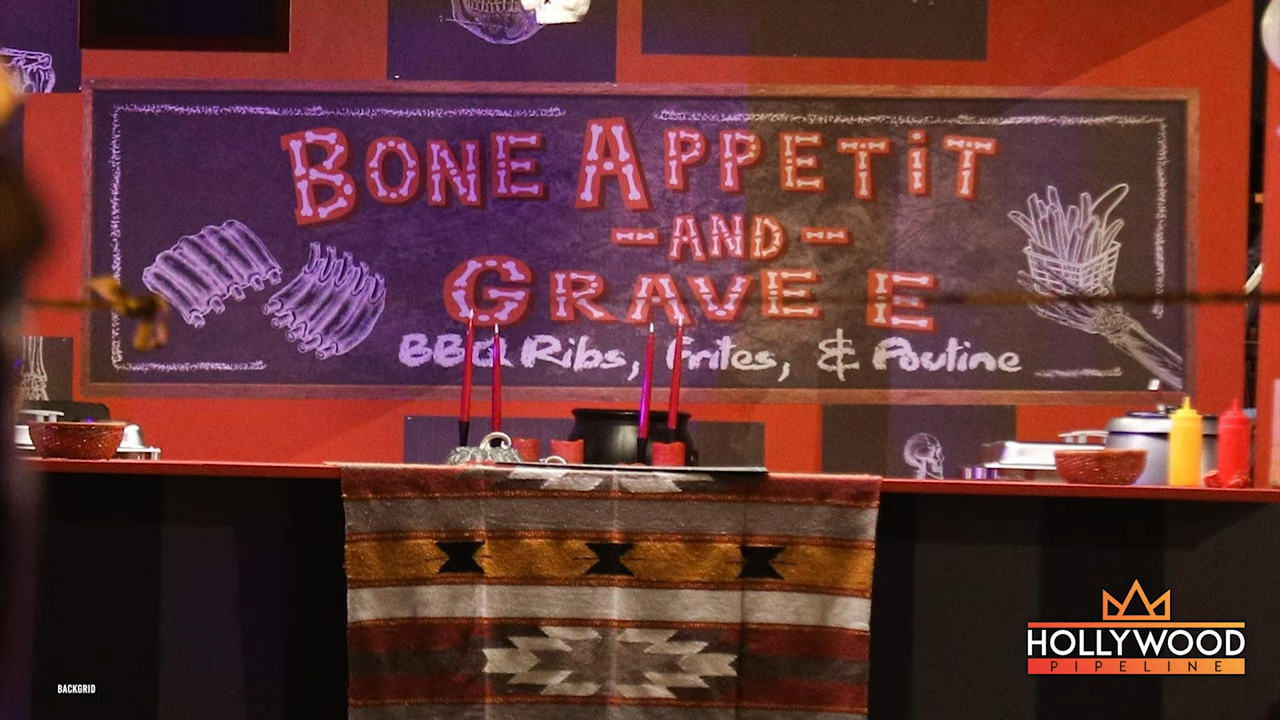 BONE APPETiT
-AND-
GRAVE E
BBQ Ribs, Frites, & Poutine
HOLLYWOOD
PIPELINE
BACKGRID